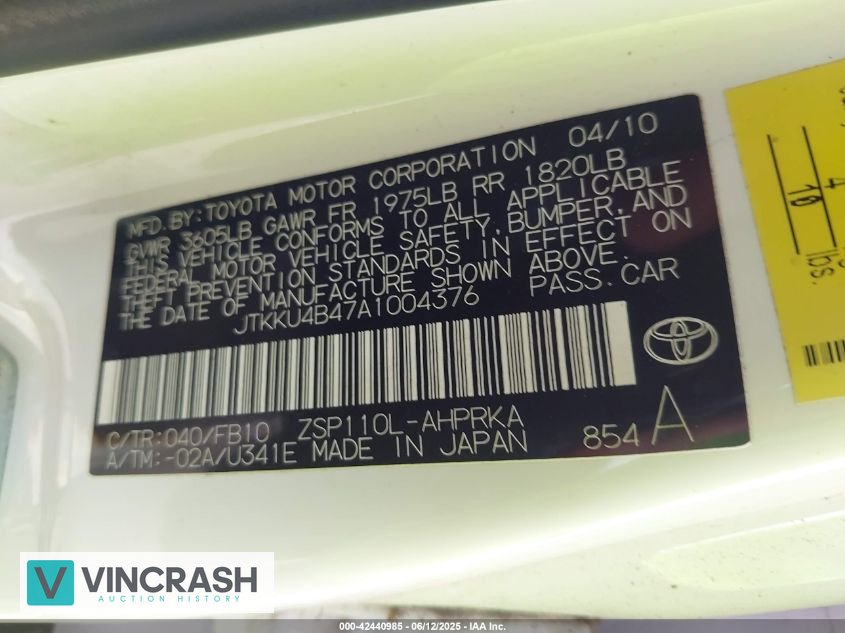 MFD. BY: TOYOTA MOTOR CORPORATION 04/10
GVWR 3605LB GAWR FR 1975LB RR 1820LB
THIS VEHICLE CONFORMS TO ALL APPLICABLE
FEDERAL MOTOR VEHICLE SAFETY, BUMPER, AND
THEFT PREVENTION STANDARDS IN EFFECT ON
THE DATE OF MANUFACTURE SHOWN ABOVE.
JTKKU4B47A1004376 PASS. CAR
C/TR: 040/FB10 ZSP110L-AHPRKA
A/TM: -02A/U341E MADE IN JAPAN 854 A
4
10
lbs.
VINCRASH
AUCTION HISTORY
000-42440985 - 06/12/2025 - IAA Inc.